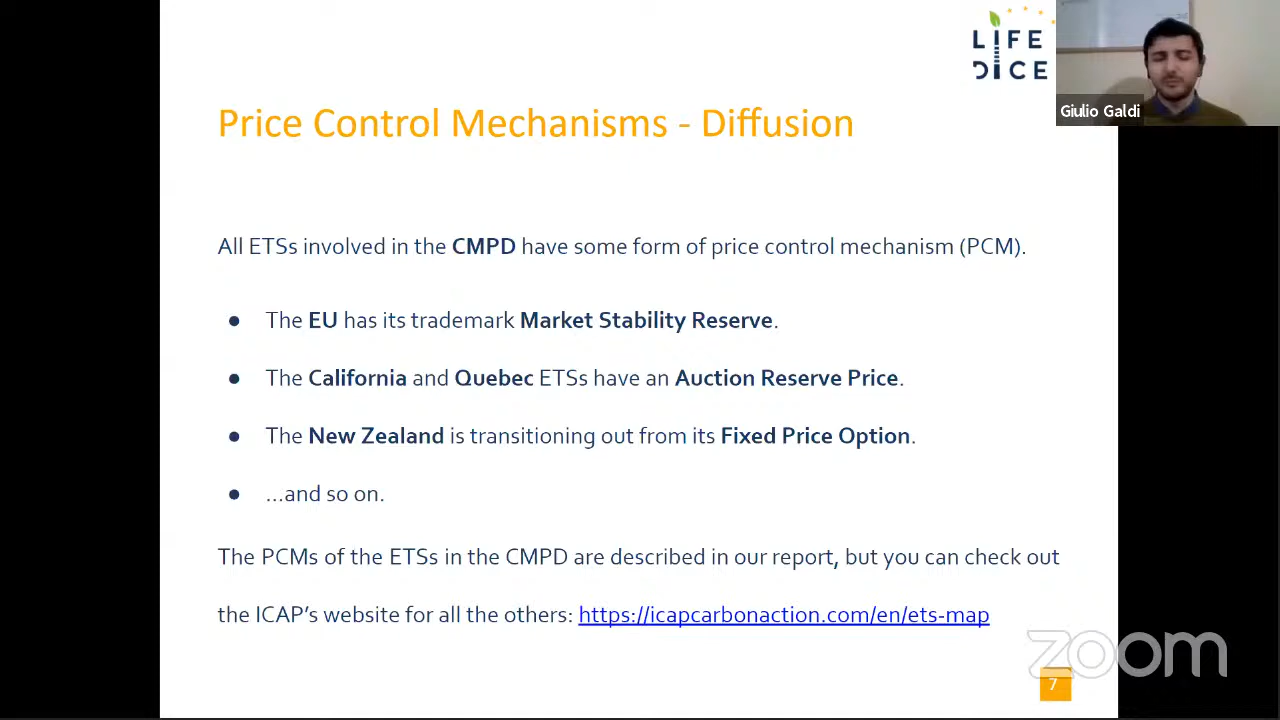 LIFE
DICE
Giulio Galdi
Price Control Mechanisms - Diffusion
All ETSs involved in the CMPD have some form of price control mechanism (PCM).
● The EU has its trademark Market Stability Reserve.
● The California and Quebec ETSs have an Auction Reserve Price.
● The New Zealand is transitioning out from its Fixed Price Option.
● ...and so on.
The PCMs of the ETSs in the CMPD are described in our report, but you can check out
the ICAP's website for all the others: https://icapcarbonaction.com/en/ets-map
zoom
7